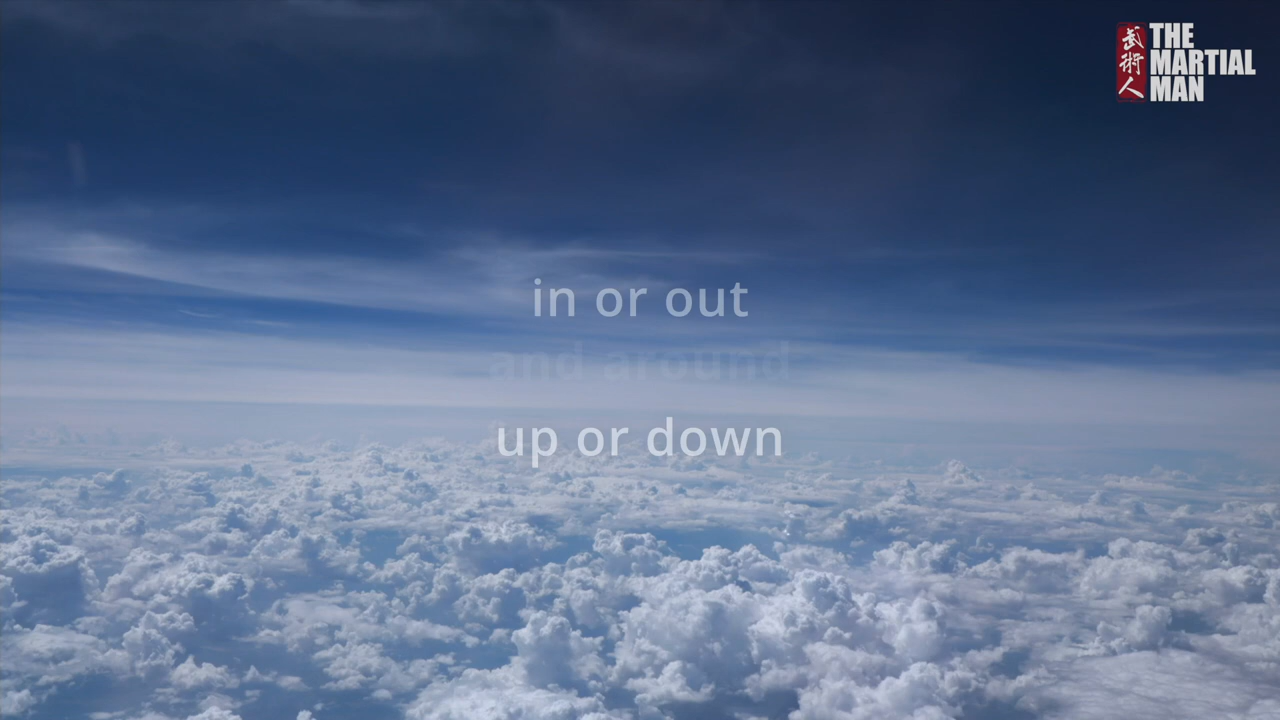 武術人
THE
MARTIAL
MAN
in or out
and around
up or down